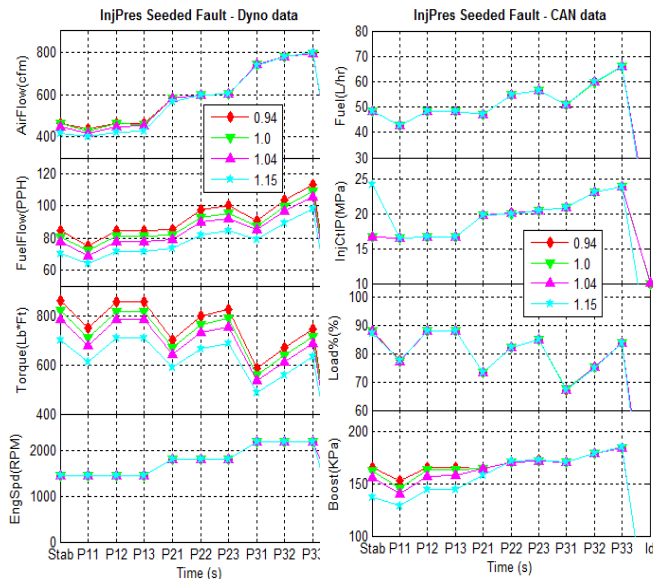 InjPres Seeded Fault - Dyno data
InjPres Seeded Fault - CAN data
AirFlow(cfm)
800
600
400
0.94
1.0
1.04
1.15
FuelFlow(PPH)
120
100
80
60
Torque(Lb*Ft)
800
600
400
EngSpd(RPM)
2000
1000
0
Stab P11 P12 P13 P21 P22 P23 P31 P32 P33
Time (s)
Fuel(L/hr)
80
70
60
50
40
30
InjCtlP(MPa)
25
20
15
10
0.94
1.0
1.04
1.15
Load%(%)
100
90
80
70
60
Boost(KPa)
200
150
100
Stab P11 P12 P13 P21 P22 P23 P31 P32 P33 Id
Time (s)